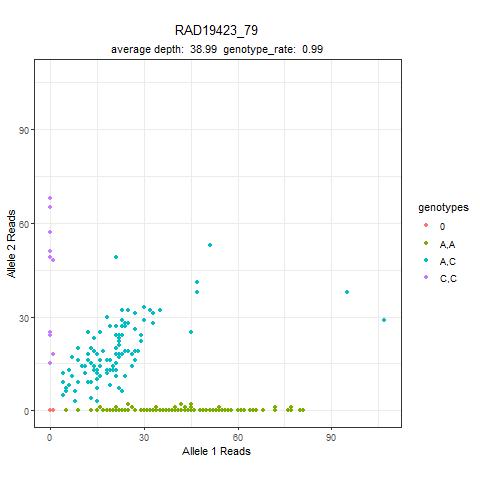 RAD19423_79
average depth: 38.99 genotype_rate: 0.99
Allele 2 Reads
90
60
30
0
0 30 60 90
Allele 1 Reads
genotypes
0
A,A
A,C
C,C